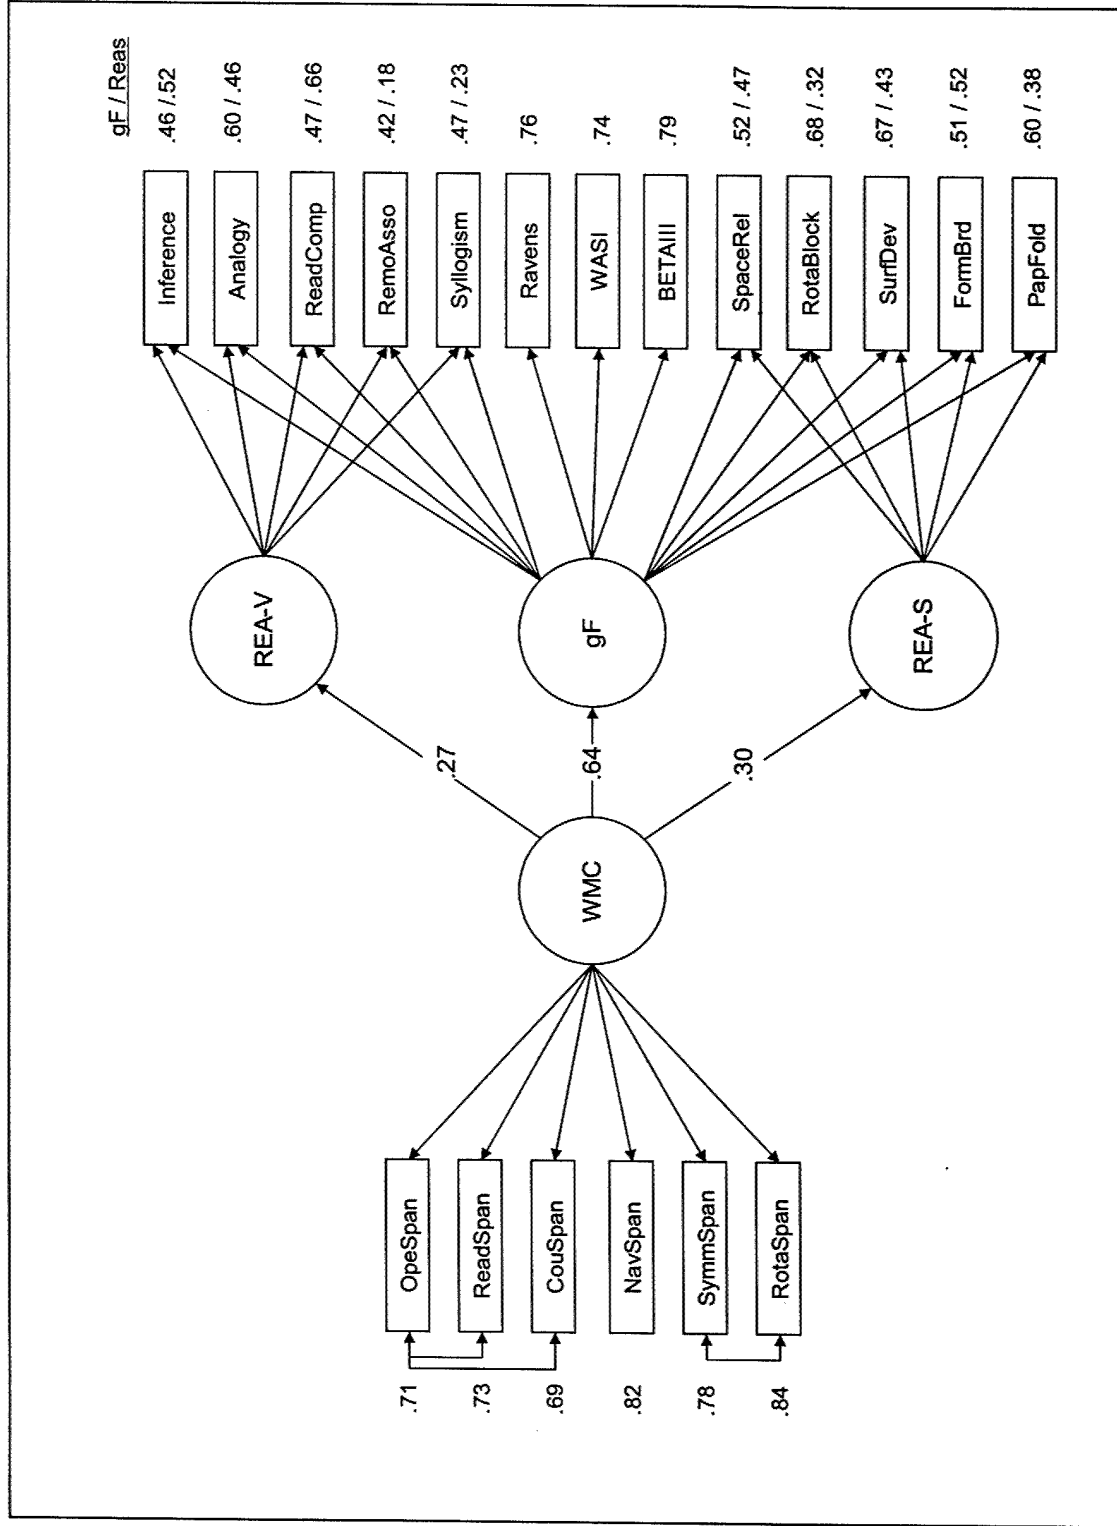 gF / Reas
Inference .46 / .52
Analogy .60 / .46
ReadComp .47 / .66
RemoAsso .42 / .18
Syllogism .47 / .23
Ravens .76
WASI .74
BETAIII .79
SpaceRel .52 / .47
RotaBlock .68 / .32
SurfDev .67 / .43
FormBrd .51 / .52
PapFold .60 / .38
REA-V
gF
REA-S
.27
.64
.30
WMC
.71 OpeSpan
.73 ReadSpan
.69 CouSpan
.82 NavSpan
.78 SymmSpan
.84 RotaSpan